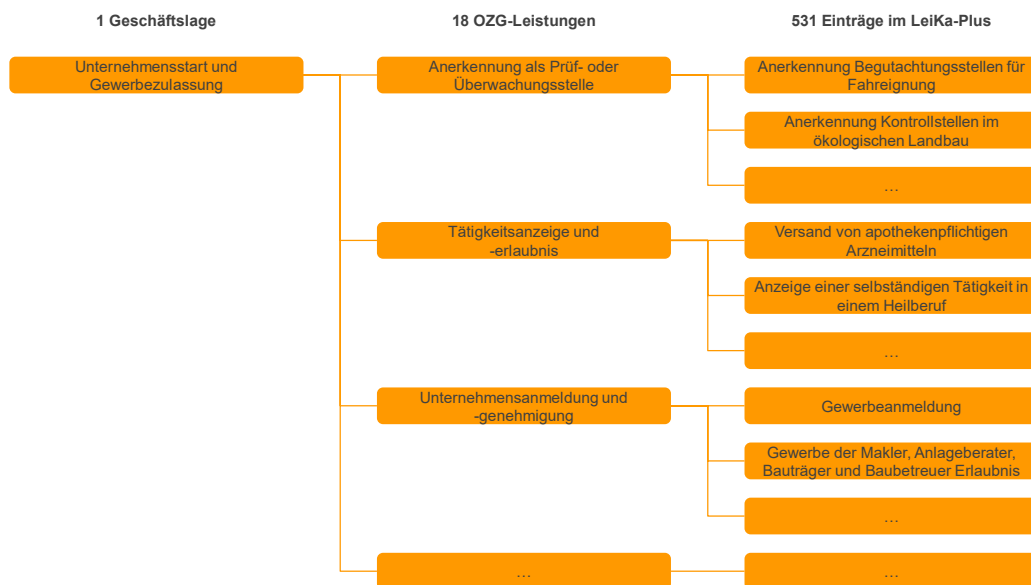 1 Geschäftslage
18 OZG-Leistungen
531 Einträge im LeiKa-Plus
Unternehmensstart und
Gewerbezulassung
Anerkennung als Prüf- oder
Überwachungsstelle
Anerkennung Begutachtungsstellen für
Fahreignung
Anerkennung Kontrollstellen im
ökologischen Landbau
…
Tätigkeitsanzeige und
-erlaubnis
Versand von apothekenpflichtigen
Arzneimitteln
Anzeige einer selbständigen Tätigkeit in
einem Heilberuf
…
Unternehmensanmeldung und
-genehmigung
Gewerbeanmeldung
Gewerbe der Makler, Anlageberater,
Bauträger und Baubetreuer Erlaubnis
…
…
…